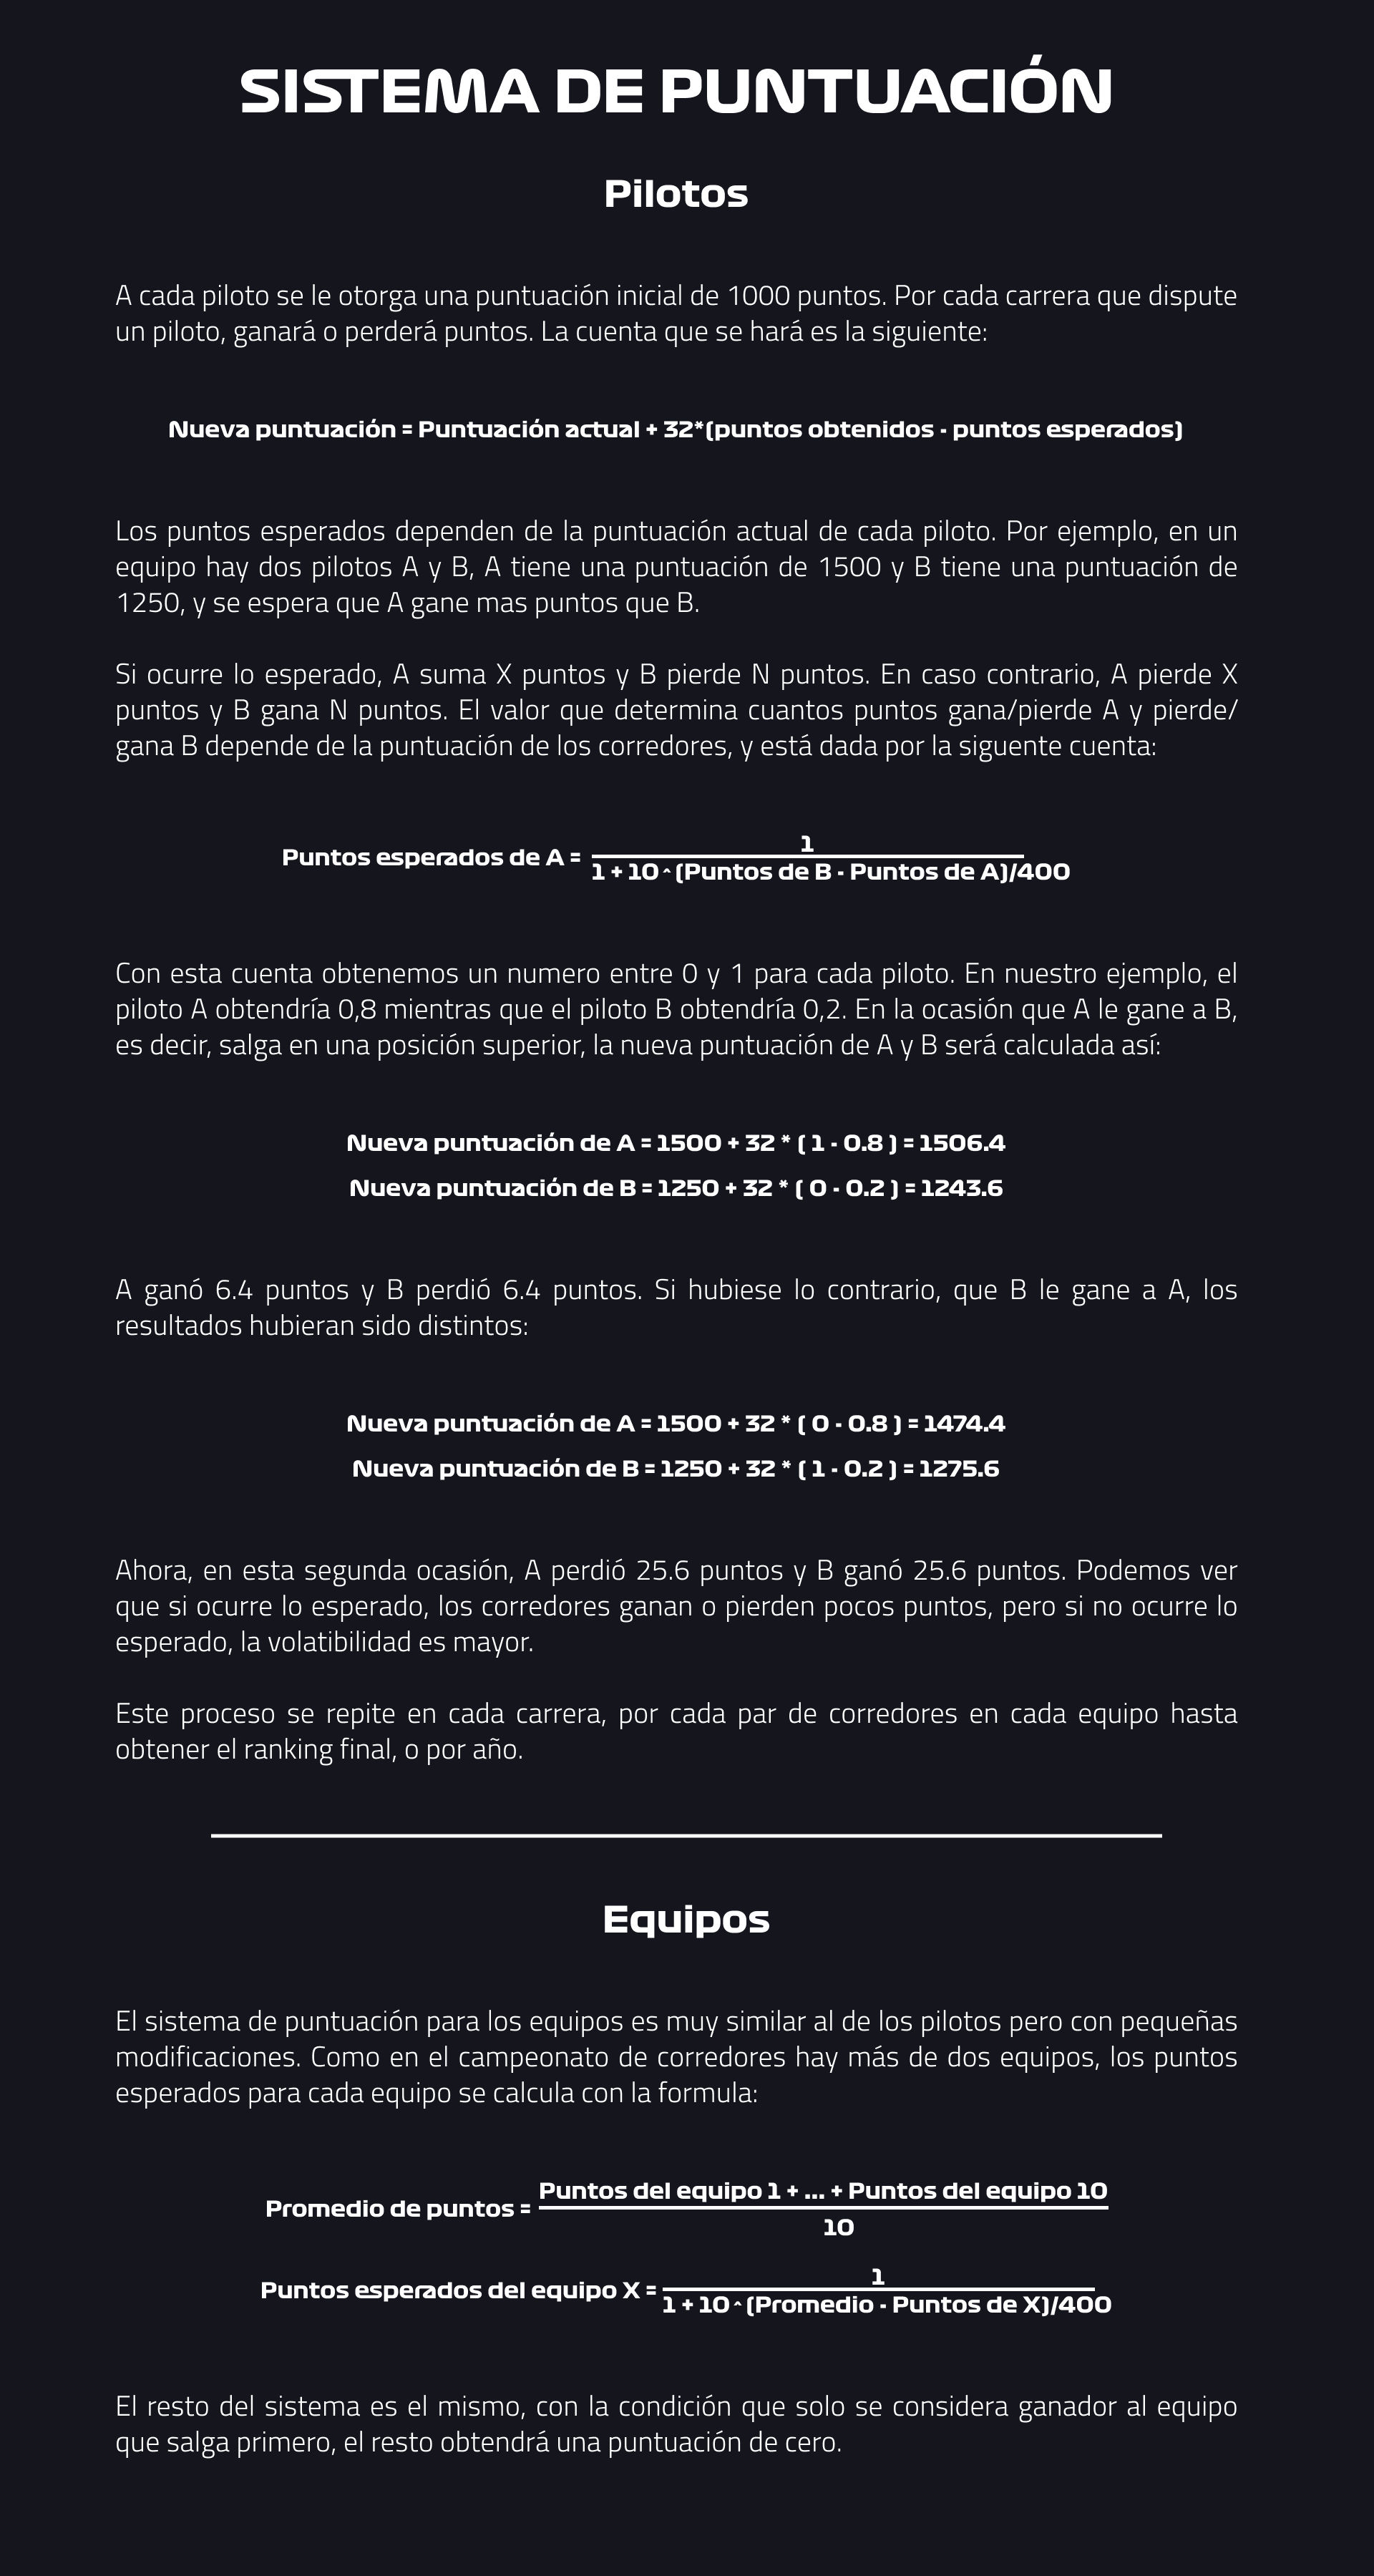 SISTEMA DE PUNTUACIÓN
Pilotos
A cada piloto se le otorga una puntuación inicial de 1000 puntos. Por cada carrera que dispute
un piloto, ganará o perderá puntos. La cuenta que se hará es la siguiente:
Nueva puntuación = Puntuación actual + 32*(puntos obtenidos - puntos esperados)
Los puntos esperados dependen de la puntuación actual de cada piloto. Por ejemplo, en un
equipo hay dos pilotos A y B, A tiene una puntuación de 1500 y B tiene una puntuación de
1250, y se espera que A gane mas puntos que B.
Si ocurre lo esperado, A suma X puntos y B pierde N puntos. En caso contrario, A pierde X
puntos y B gana N puntos. El valor que determina cuantos puntos gana/pierde A y pierde/
gana B depende de la puntuación de los corredores, y está dada por la siguente cuenta:
Puntos esperados de A =
1
1 + 10^(Puntos de B - Puntos de A)/400
Con esta cuenta obtenemos un numero entre 0 y 1 para cada piloto. En nuestro ejemplo, el
piloto A obtendría 0,8 mientras que el piloto B obtendría 0,2. En la ocasión que A le gane a B,
es decir, salga en una posición superior, la nueva puntuación de A y B será calculada así:
Nueva puntuación de A = 1500 + 32 * ( 1 - 0.8 ) = 1506.4
Nueva puntuación de B = 1250 + 32 * ( 0 - 0.2 ) = 1243.6
A ganó 6.4 puntos y B perdió 6.4 puntos. Si hubiese lo contrario, que B le gane a A, los
resultados hubieran sido distintos:
Nueva puntuación de A = 1500 + 32 * ( 0 - 0.8 ) = 1474.4
Nueva puntuación de B = 1250 + 32 * ( 1 - 0.2 ) = 1275.6
Ahora, en esta segunda ocasión, A perdió 25.6 puntos y B ganó 25.6 puntos. Podemos ver
que si ocurre lo esperado, los corredores ganan o pierden pocos puntos, pero si no ocurre lo
esperado, la volatibilidad es mayor.
Este proceso se repite en cada carrera, por cada par de corredores en cada equipo hasta
obtener el ranking final, o por año.
Equipos
El sistema de puntuación para los equipos es muy similar al de los pilotos pero con pequeñas
modificaciones. Como en el campeonato de corredores hay más de dos equipos, los puntos
esperados para cada equipo se calcula con la formula:
Promedio de puntos =
Puntos del equipo 1 + ... + Puntos del equipo 10
10
Puntos esperados del equipo X =
1
1 + 10^(Promedio - Puntos de X)/400
El resto del sistema es el mismo, con la condición que solo se considera ganador al equipo
que salga primero, el resto obtendrá una puntuación de cero.